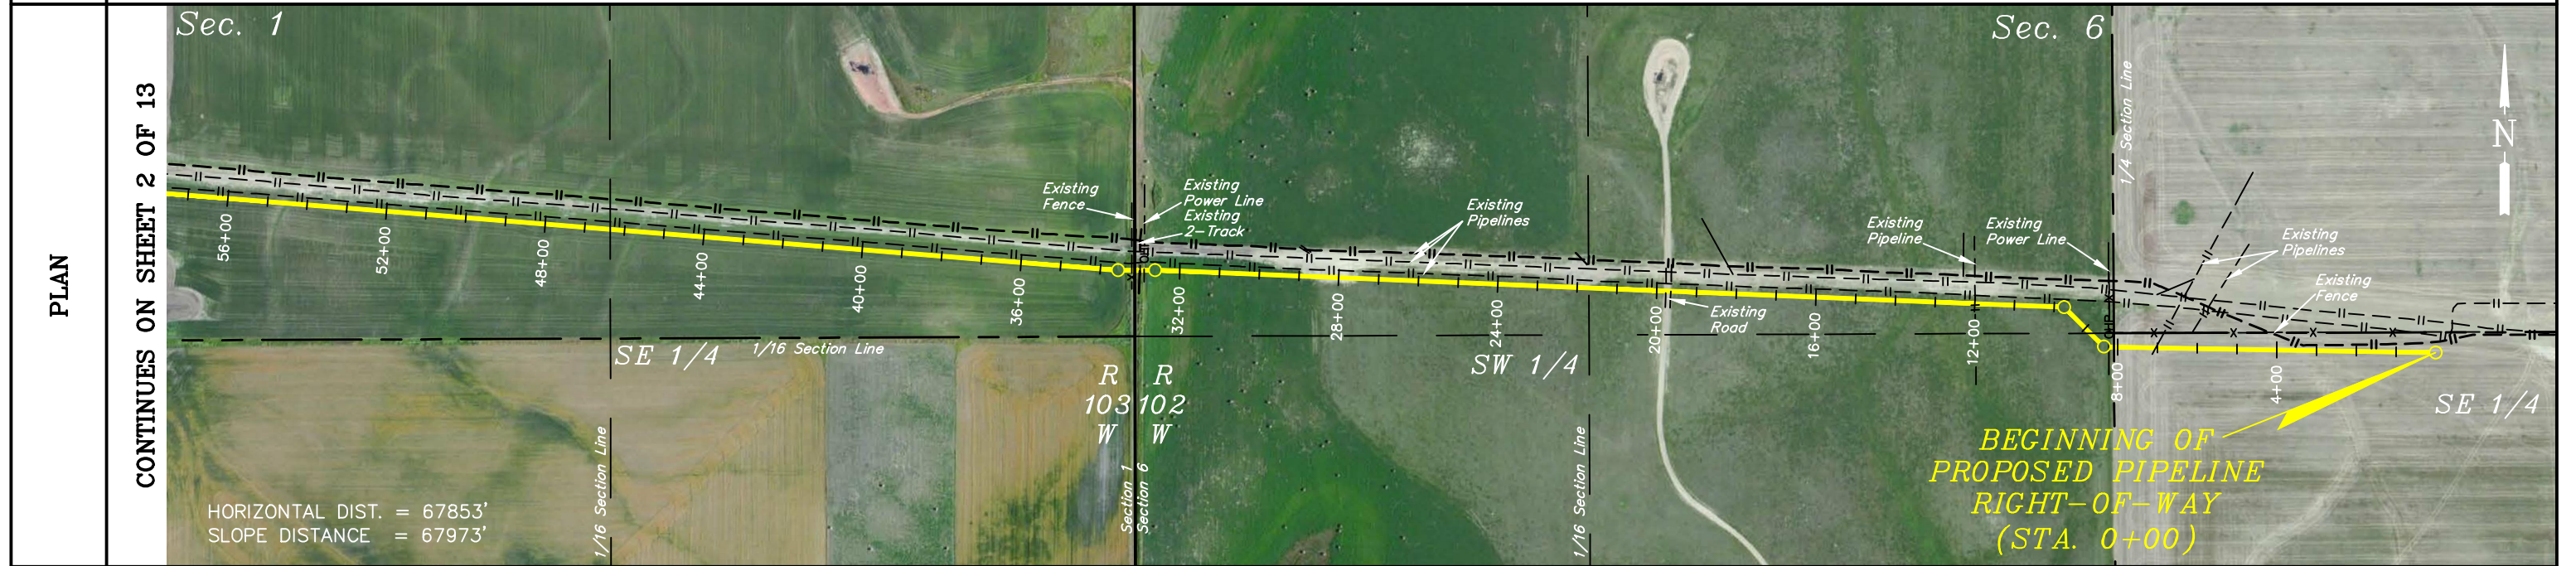 PLAN
CONTINUES ON SHEET 2 OF 13
Sec. 1
Sec. 6
1/4 Section Line
N
Existing
Fence
Existing
Power Line
Existing
2-Track
Existing
Pipelines
Existing
Pipeline
Existing
Power Line
Existing
Pipelines
Existing
Fence
Existing
Road
56+00
52+00
48+00
44+00
40+00
36+00
32+00
28+00
24+00
20+00
16+00
12+00
8+00
4+00
SE 1/4
1/16 Section Line
SW 1/4
SE 1/4
R
103
W
R
102
W
1/16 Section Line
Section 1
Section 6
1/16 Section Line
BEGINNING OF
PROPOSED PIPELINE
RIGHT-OF-WAY
(STA. 0+00)
HORIZONTAL DIST. = 67853'
SLOPE DISTANCE = 67973'